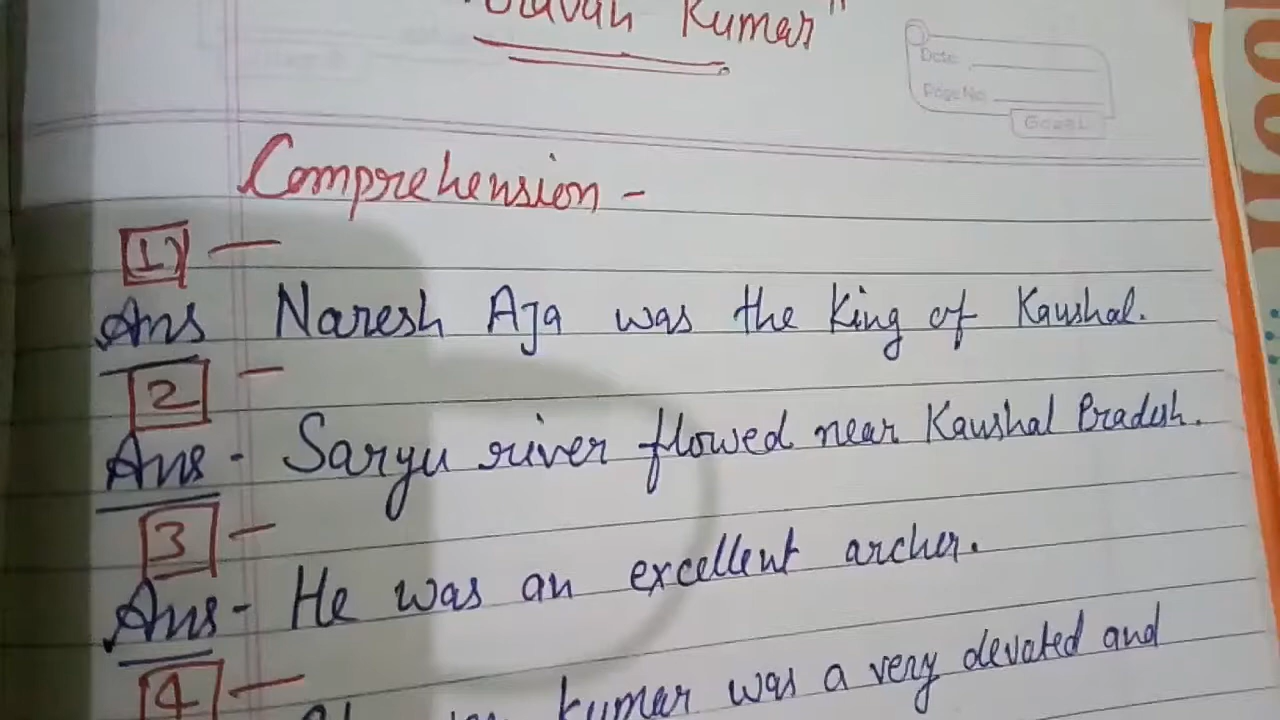 Kumar"
Date
Page No.
Comprehension -
1) —
Ans Naresh Aja was the King of Kaushal.
2 —
Ans - Saryu river flowed near Kaushal Pradesh.
3 —
Ans - He was an excellent archer.
4 —
kumar was a very devated and